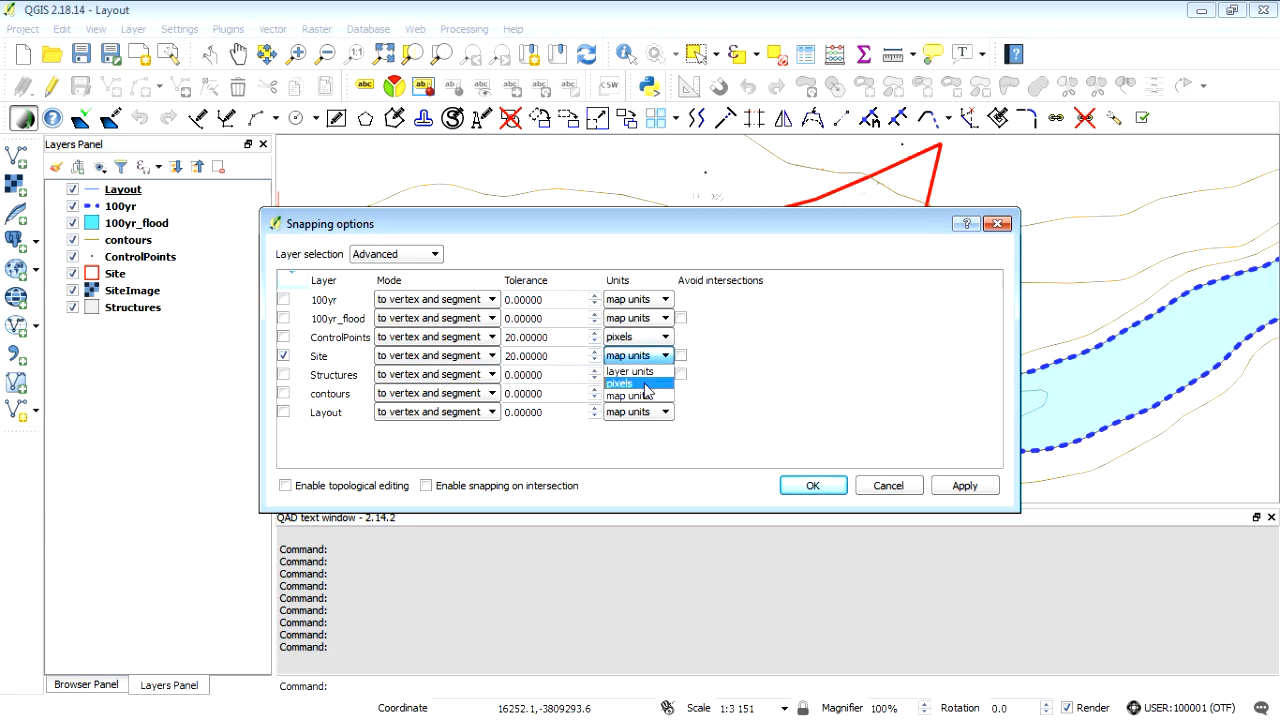 QGIS 2.18.14 - Layout
Project Edit View Layer Settings Plugins Vector Raster Database Web Processing Help
abc abc abc abc abc abc CSW T
Layers Panel
Layout
100yr
100yr_flood
contours
ControlPoints
Site
SiteImage
Structures
Snapping options
Layer selection Advanced
Layer Mode Tolerance Units Avoid intersections
100yr to vertex and segment 0.00000 map units
100yr_flood to vertex and segment 0.00000 map units
ControlPoints to vertex and segment 20.00000 pixels
Site to vertex and segment 20.00000 map units
layer units
Structures to vertex and segment 0.00000 pixels
contours to vertex and segment 0.00000 map units
Layout to vertex and segment 0.00000 map units
Enable topological editing Enable snapping on intersection OK Cancel Apply
QAD text window - 2.14.2
Command:
Command:
Command:
Command:
Command:
Command:
Command:
Command:
Command:
Browser Panel Layers Panel Command:
Coordinate 16252.1,-3809293.6 Scale 1:3 151 Magnifier 100% Rotation 0.0 Render USER:100001 (OTF)